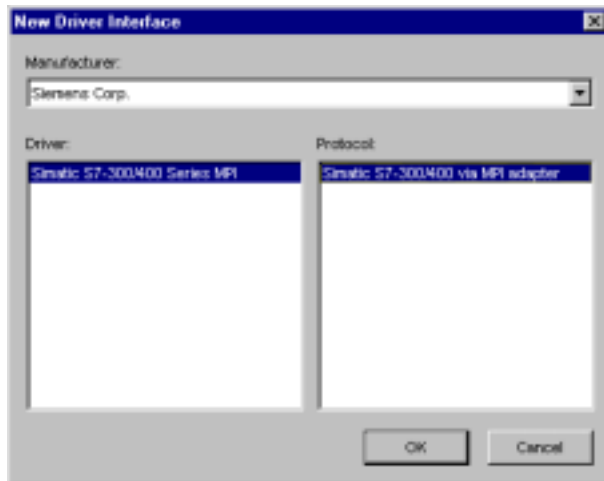 New Driver Interface
Manufacturer:
Siemens Corp.
Driver: Protocol:
Simatic S7-300/400 Series MPI Simatic S7-300/400 via MPI adapter
OK Cancel